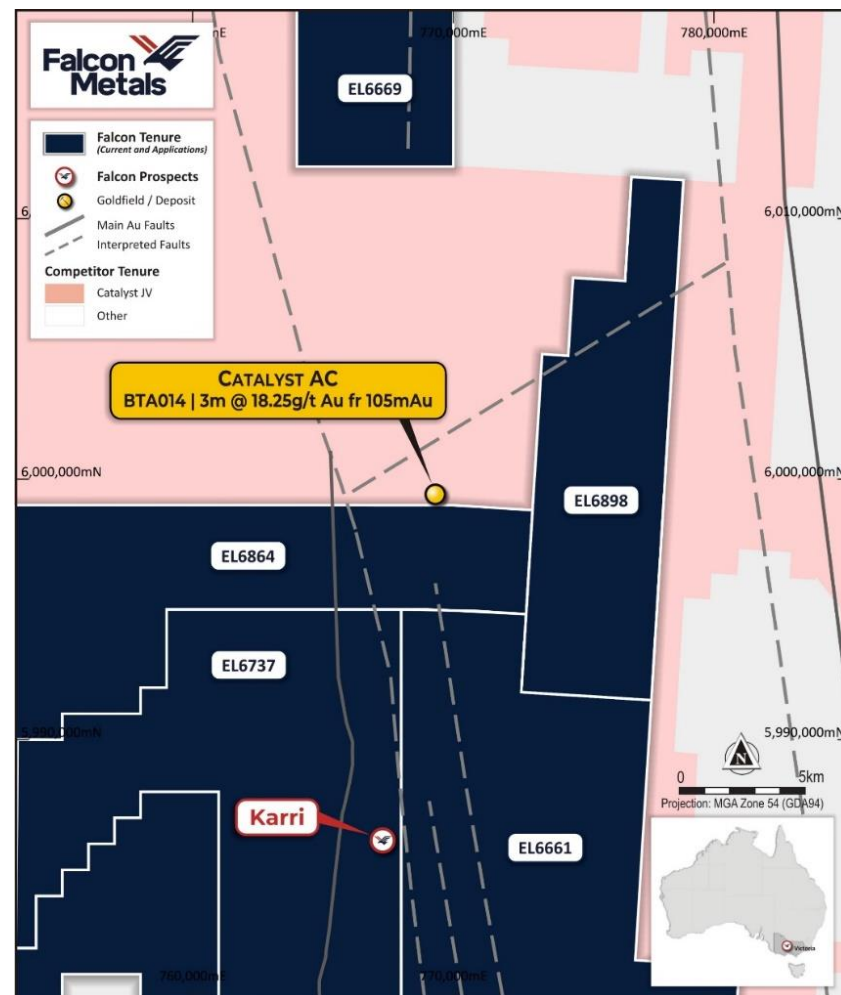 Falcon
Metals
Falcon Tenure
(Current and Applications)
Falcon Prospects
Goldfield / Deposit
Main Au Faults
Interpreted Faults
Competitor Tenure
Catalyst JV
Other
770,000mE
780,000mE
EL6669
6,010,000mN
CATALYST AC
BTA014 | 3m @ 18.25g/t Au fr 105mAu
6,000,000mN
6,000,000mN
EL6898
EL6864
EL6737
5,990,000mN
5,990,000mN
N
0 5km
Projection: MGA Zone 54 (GDA94)
Karri
EL6661
Victoria
760,000mE
770,000mE